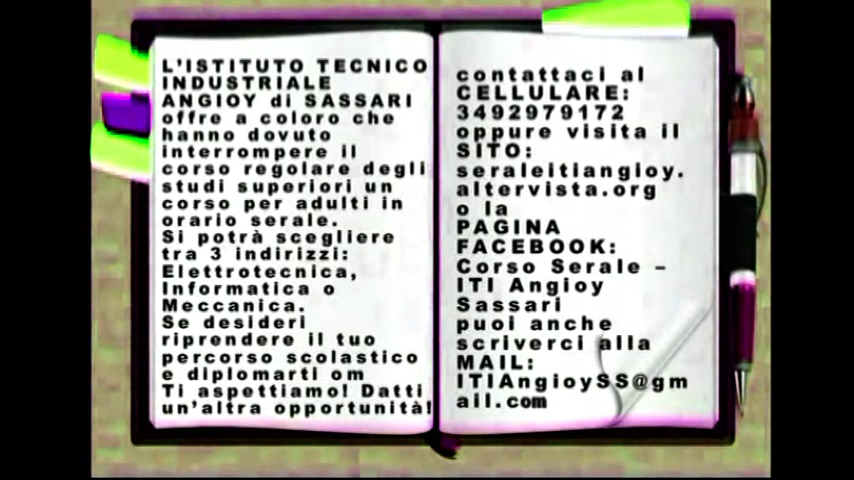 L'ISTITUTO TECNICO
INDUSTRIALE
ANGIOY di SASSARI
offre a coloro che
hanno dovuto
interrompere il
corso regolare degli
studi superiori un
corso per adulti in
orario serale.
Si potrà scegliere
tra 3 indirizzi:
Elettrotecnica,
Informatica o
Meccanica.
Se desideri
riprendere il tuo
percorso scolastico
e diplomarti om
Ti aspettiamo! Datti
un'altra opportunità!
contattaci al
CELLULARE:
3492979172
oppure visita il
SITO:
seraleitiangioy.
altervista.org
o la
PAGINA
FACEBOOK:
Corso Serale –
ITI Angioy
Sassari
puoi anche
scriverci alla
MAIL:
ITIAngioySS@gm
ail.com